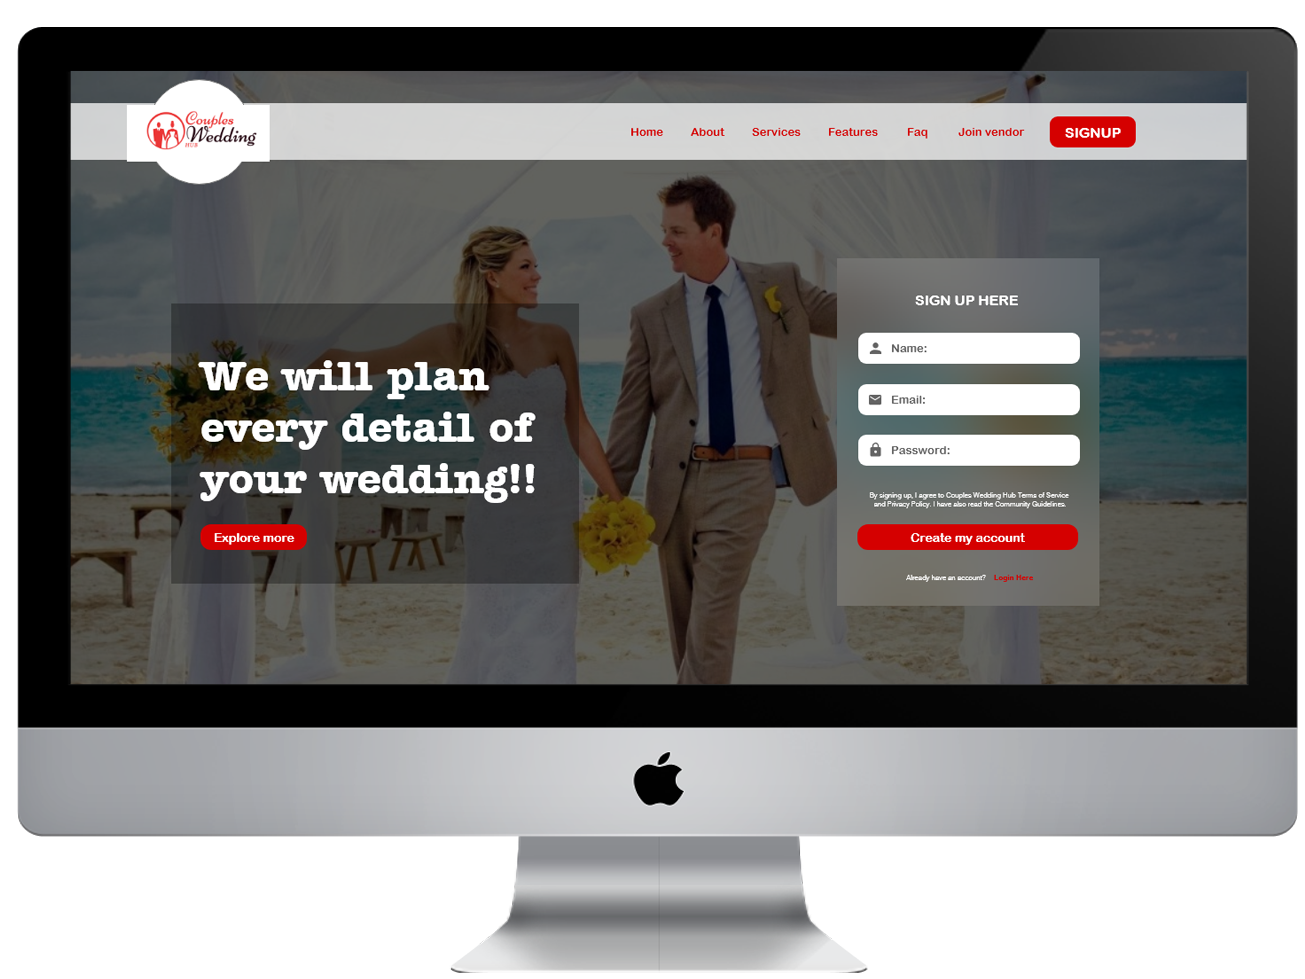 Couples
Wedding
HUB
Home About Services Features Faq Join vendor SIGNUP
We will plan
every detail of
your wedding!!
Explore more
SIGN UP HERE
Name:
Email:
Password:
By signing up, I agree to Couples Wedding Hub Terms of Service
and Privacy Policy. I have also read the Community Guidelines.
Create my account
Already have an account? Login Here